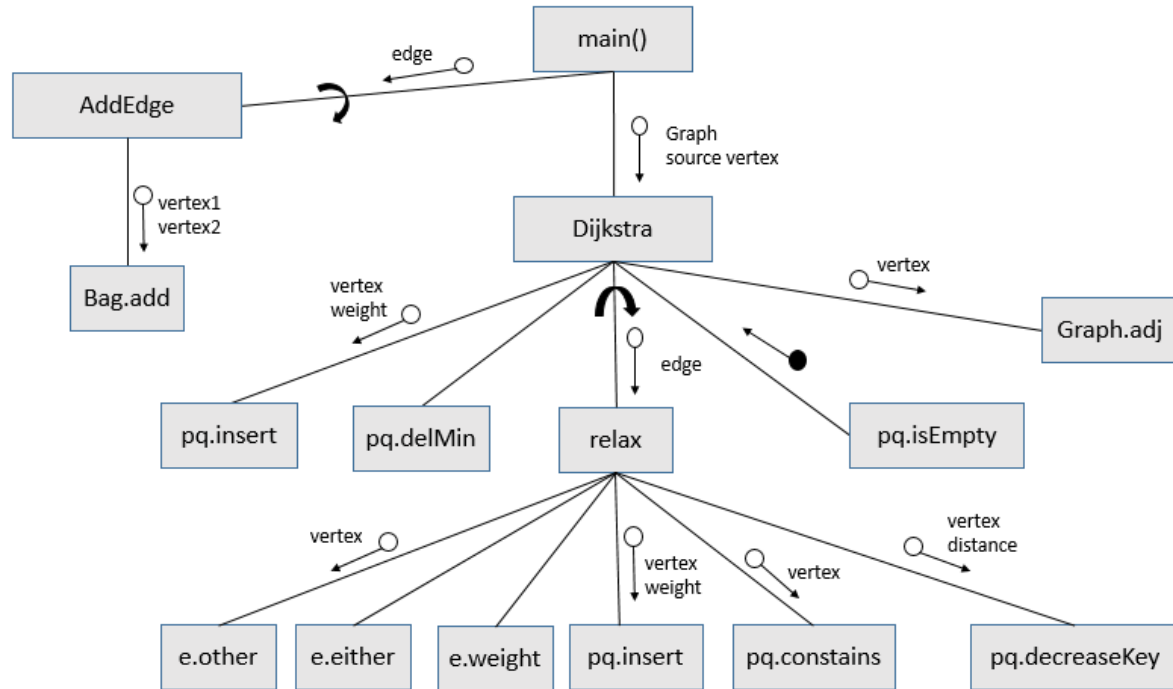 main()
edge
AddEdge
Graph
source vertex
vertex1
vertex2
Dijkstra
Bag.add
vertex
weight
vertex
Graph.adj
edge
pq.insert
pq.delMin
relax
pq.isEmpty
vertex
vertex
weight
vertex
vertex
distance
e.other
e.either
e.weight
pq.insert
pq.constains
pq.decreaseKey